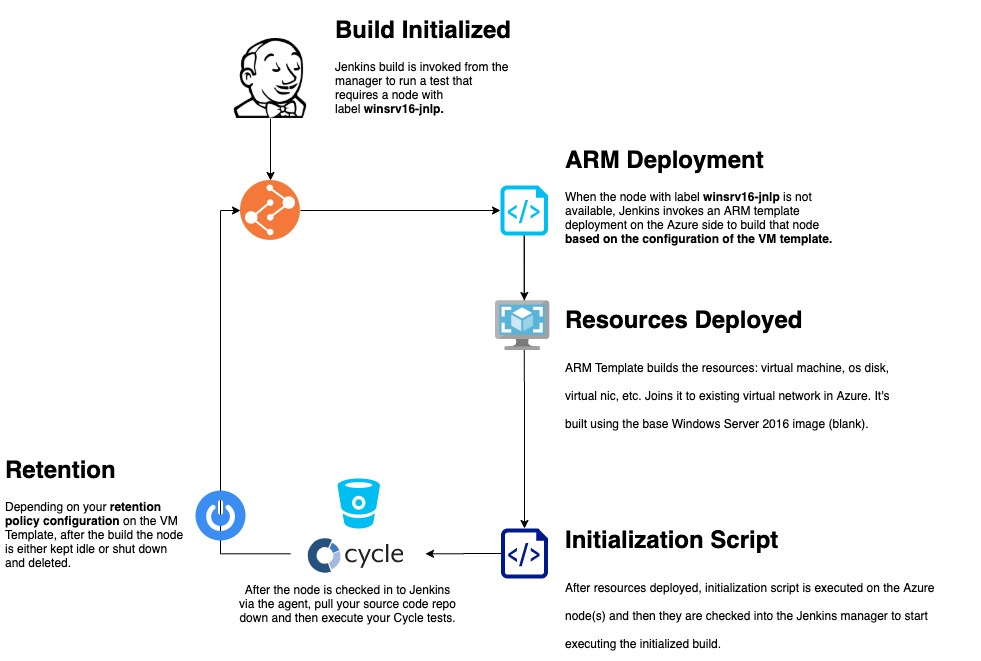 Build Initialized
Jenkins build is invoked from the
manager to run a test that
requires a node with
label winsrv16-jnlp.
ARM Deployment
When the node with label winsrv16-jnlp is not
available, Jenkins invokes an ARM template
deployment on the Azure side to build that node
based on the configuration of the VM template.
Resources Deployed
ARM Template builds the resources: virtual machine, os disk,
virtual nic, etc. Joins it to existing virtual network in Azure. It's
built using the base Windows Server 2016 image (blank).
Initialization Script
After resources deployed, initialization script is executed on the Azure
node(s) and then they are checked into the Jenkins manager to start
executing the initialized build.
cycle
After the node is checked in to Jenkins
via the agent, pull your source code repo
down and then execute your Cycle tests.
Retention
Depending on your retention
policy configuration on the VM
Template, after the build the node
is either kept idle or shut down
and deleted.